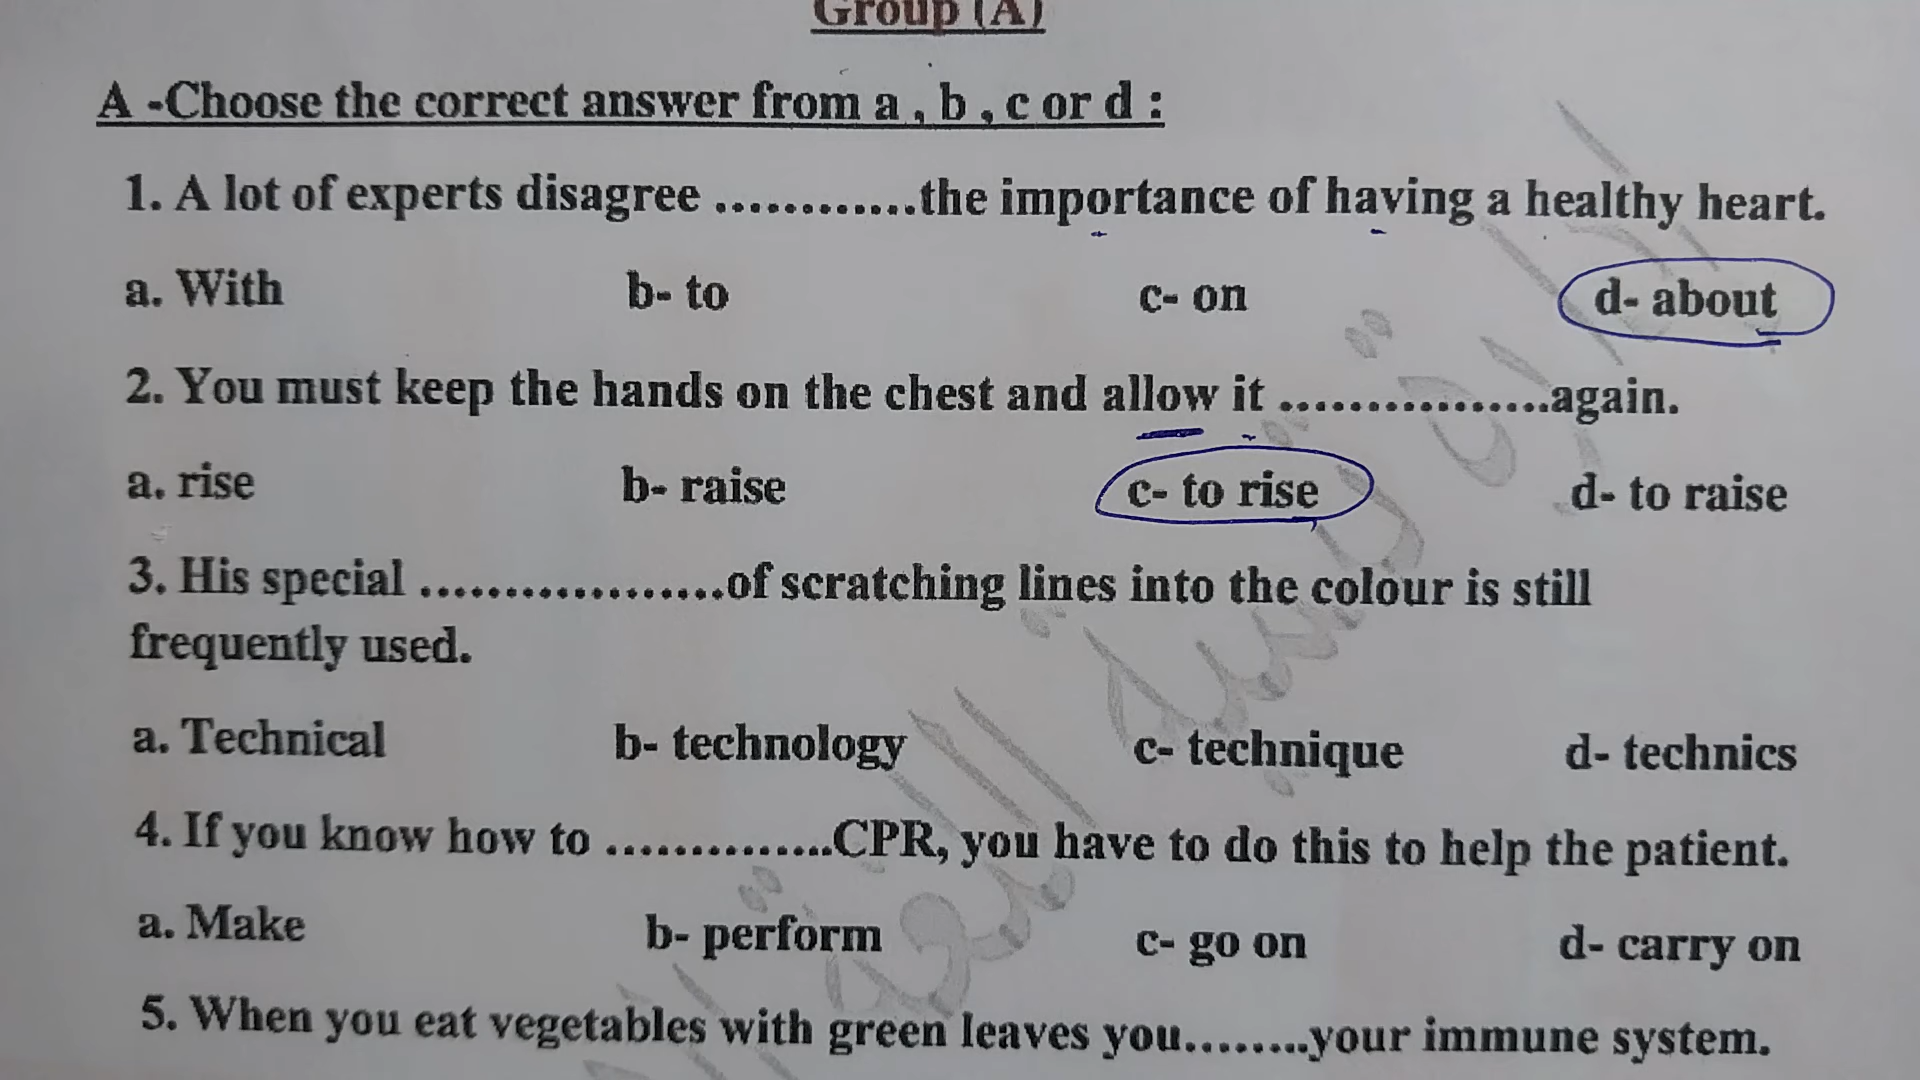 Group (A)
A -Choose the correct answer from a , b , c or d :
1. A lot of experts disagree ............the importance of having a healthy heart.
a. With b- to c- on d- about
2. You must keep the hands on the chest and allow it ................again.
a. rise b- raise c- to rise d- to raise
3. His special ..................of scratching lines into the colour is still
frequently used.
a. Technical b- technology c- technique d- technics
4. If you know how to ..............CPR, you have to do this to help the patient.
a. Make b- perform c- go on d- carry on
5. When you eat vegetables with green leaves you........your immune system.